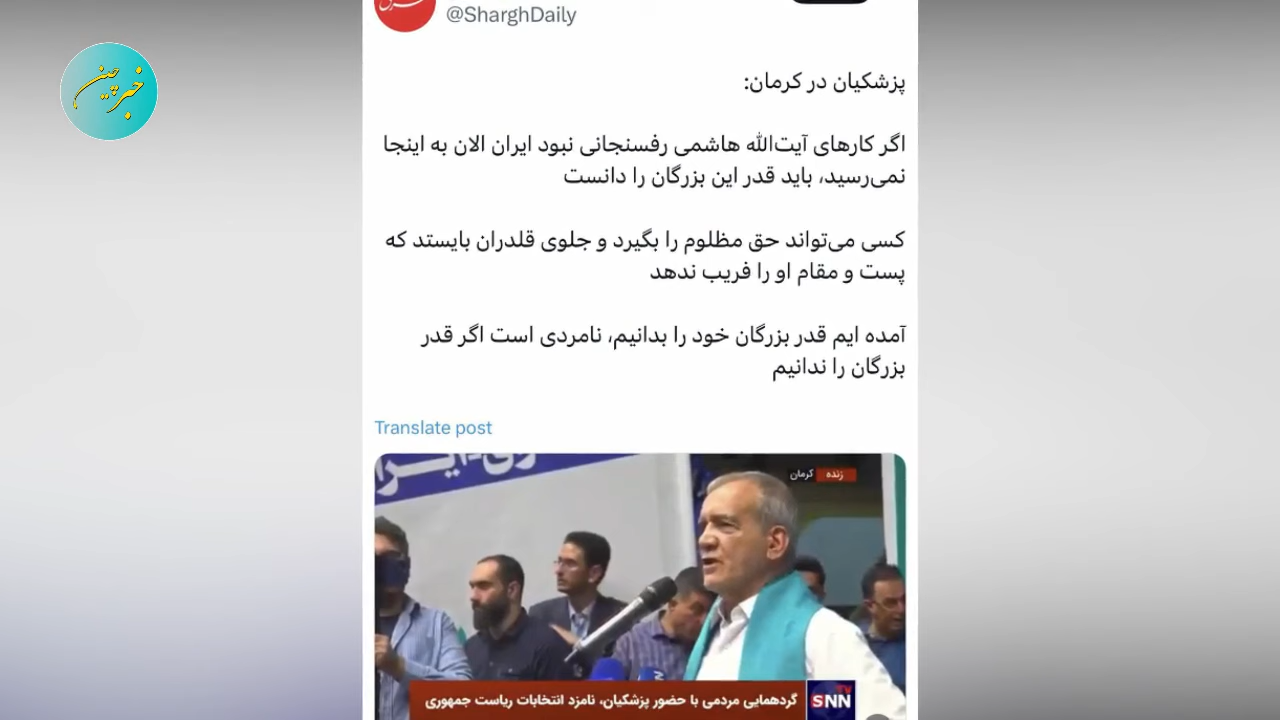 @SharghDaily
خبرچین
پزشکیان در کرمان:
اگر کارهای آیت‌الله هاشمی رفسنجانی نبود ایران الان به اینجا
نمی‌رسید، باید قدر این بزرگان را دانست
کسی می‌تواند حق مظلوم را بگیرد و جلوی قلدران بایستد که
پست و مقام او را فریب ندهد
آمده ایم قدر بزرگان خود را بدانیم، نامردی است اگر قدر
بزرگان را ندانیم
Translate post
زنده کرمان
گردهمایی مردمی با حضور پزشکیان، نامزد انتخابات ریاست جمهوری
SNN TV